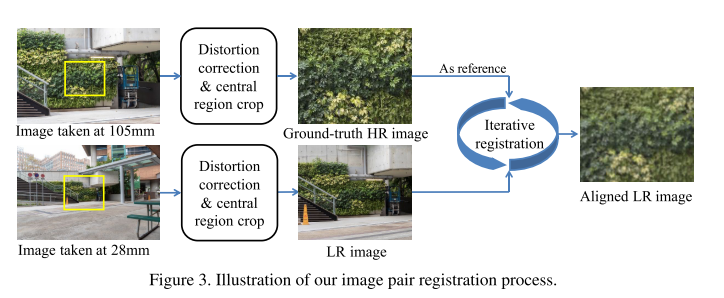 Distortion
correction
& central
region crop
As reference
Image taken at 105mm
Ground-truth HR image
Iterative
registration
Distortion
correction
& central
region crop
Aligned LR image
Image taken at 28mm
LR image
Figure 3. Illustration of our image pair registration process.